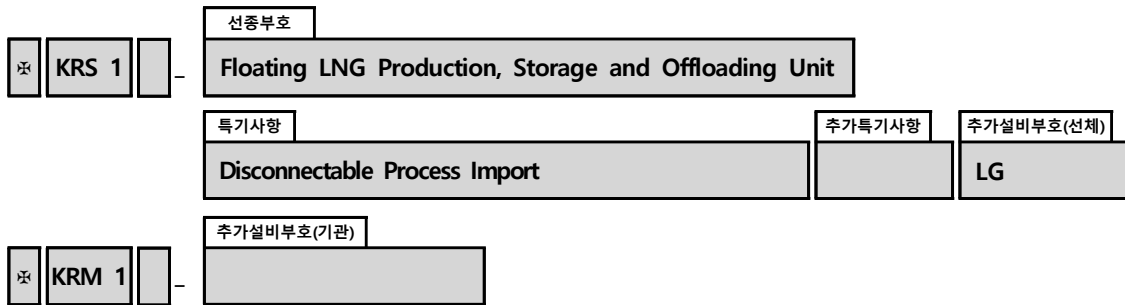 선종부호
✠ KRS 1 - Floating LNG Production, Storage and Offloading Unit
특기사항 추가특기사항 추가설비부호(선체)
Disconnectable Process Import LG
추가설비부호(기관)
✠ KRM 1 -